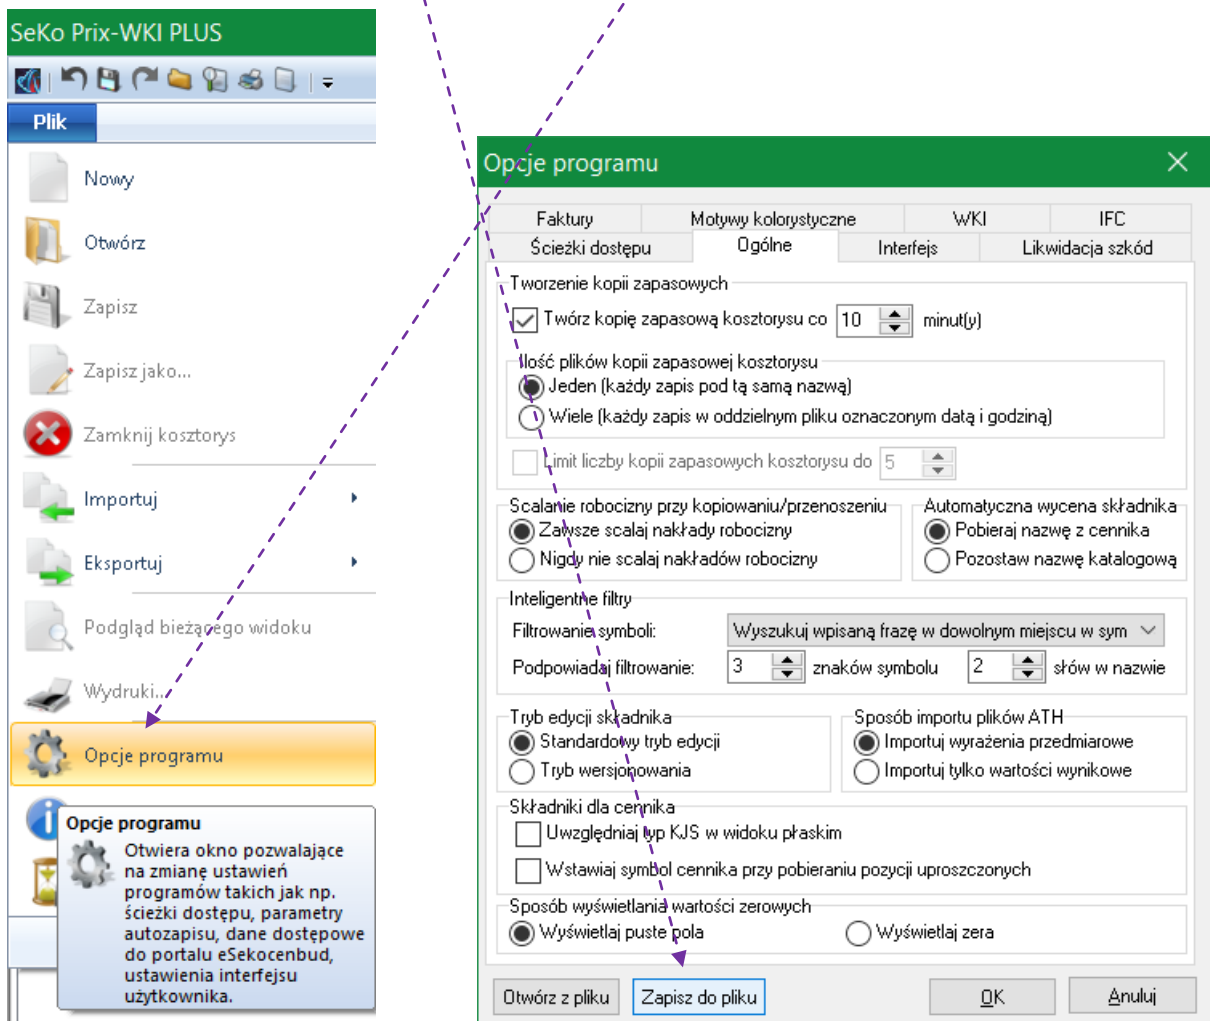 SeKo Prix-WKI PLUS
Plik
Nowy
Otwórz
Zapisz
Zapisz jako...
Zamknij kosztorys
Importuj
Eksportuj
Podgląd bieżącego widoku
Wydruki...
Opcje programu
Opcje programu
Otwiera okno pozwalające
na zmianę ustawień
programów takich jak np.
ścieżki dostępu, parametry
autozapisu, dane dostępowe
do portalu eSekocenbud,
ustawienia interfejsu
użytkownika.
Opcje programu
Faktury Motywy kolorystyczne WKI IFC
Ścieżki dostępu Ogólne Interfejs Likwidacja szkód
Tworzenie kopii zapasowych
Twórz kopię zapasową kosztorysu co 10 minut(y)
Ilość plików kopii zapasowej kosztorysu
Jeden (każdy zapis pod tą samą nazwą)
Wiele (każdy zapis w oddzielnym pliku oznaczonym datą i godziną)
Limit liczby kopii zapasowych kosztorysu do 5
Scalanie robocizny przy kopiowaniu/przenoszeniu Automatyczna wycena składnika
Zawsze scalaj nakłady robocizny Pobieraj nazwę z cennika
Nigdy nie scalaj nakładów robocizny Pozostaw nazwę katalogową
Inteligentne filtry
Filtrowanie symboli: Wyszukuj wpisaną frazę w dowolnym miejscu w sym
Podpowiadaj filtrowanie: 3 znaków symbolu 2 słów w nazwie
Tryb edycji składnika Sposób importu plików ATH
Standardowy tryb edycji Importuj wyrażenia przedmiarowe
Tryb wersjonowania Importuj tylko wartości wynikowe
Składniki dla cennika
Uwzględniaj typ KJS w widoku płaskim
Wstawiaj symbol cennika przy pobieraniu pozycji uproszczonych
Sposób wyświetlania wartości zerowych
Wyświetlaj puste pola Wyświetlaj zera
Otwórz z pliku Zapisz do pliku OK Anuluj